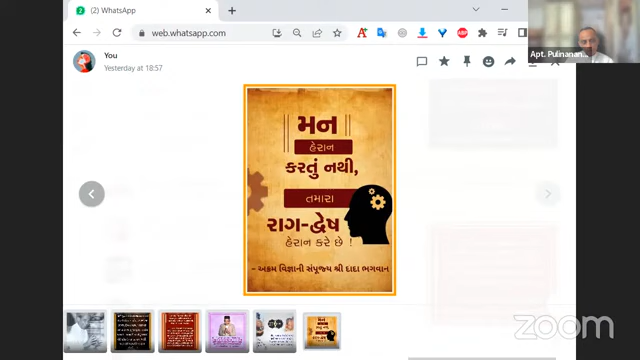 (2) WhatsApp
web.whatsapp.com
You
Yesterday at 18:57
Apt. Pulinanan...
મન
હેરાન
કરતું નથી,
તમારા
રાગ-દ્વેષ
હેરાન કરે છે !
- અક્રમ વિજ્ઞાની સંપૂજ્ય શ્રી દાદા ભગવાન
zoom